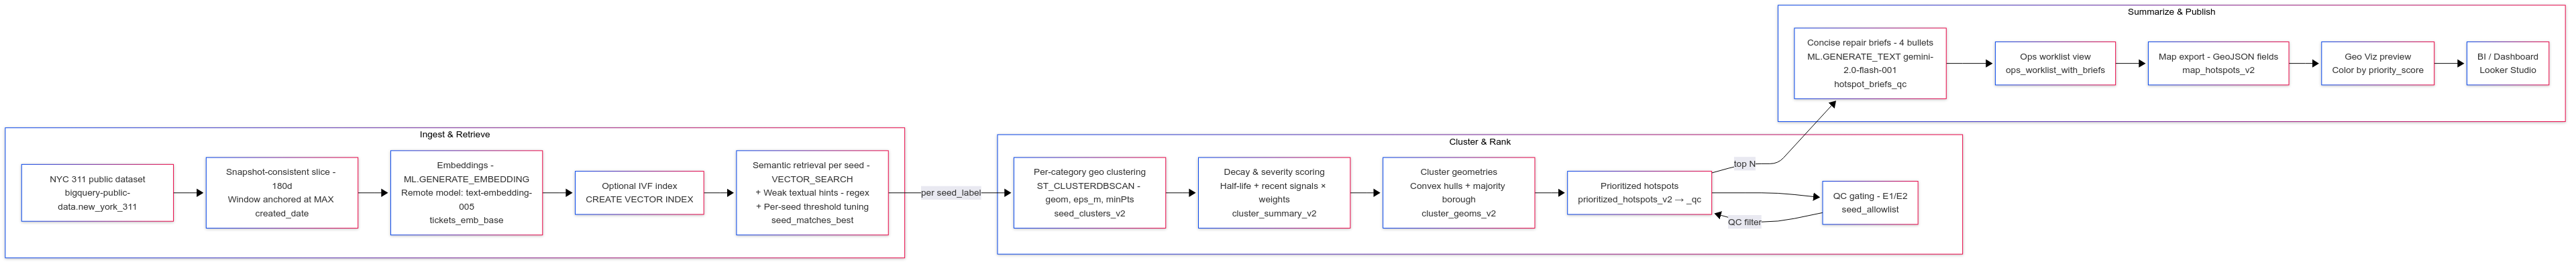 Ingest & Retrieve
NYC 311 public dataset
bigquery-public-
data.new_york_311
Snapshot-consistent slice -
180d
Window anchored at MAX
created_date
Embeddings -
ML.GENERATE_EMBEDDING
Remote model: text-embedding-
005
tickets_emb_base
Optional IVF index
CREATE VECTOR INDEX
Semantic retrieval per seed -
VECTOR_SEARCH
+ Weak textual hints - regex
+ Per-seed threshold tuning
seed_matches_best
per seed_label
Cluster & Rank
Per-category geo clustering
ST_CLUSTERDBSCAN -
geom, eps_m, minPts
seed_clusters_v2
Decay & severity scoring
Half-life + recent signals ×
weights
cluster_summary_v2
Cluster geometries
Convex hulls + majority
borough
cluster_geoms_v2
Prioritized hotspots
prioritized_hotspots_v2 → _qc
QC gating - E1/E2
seed_allowlist
QC filter
top N
Summarize & Publish
Concise repair briefs - 4 bullets
ML.GENERATE_TEXT gemini-
2.0-flash-001
hotspot_briefs_qc
Ops worklist view
ops_worklist_with_briefs
Map export - GeoJSON fields
map_hotspots_v2
Geo Viz preview
Color by priority_score
BI / Dashboard
Looker Studio